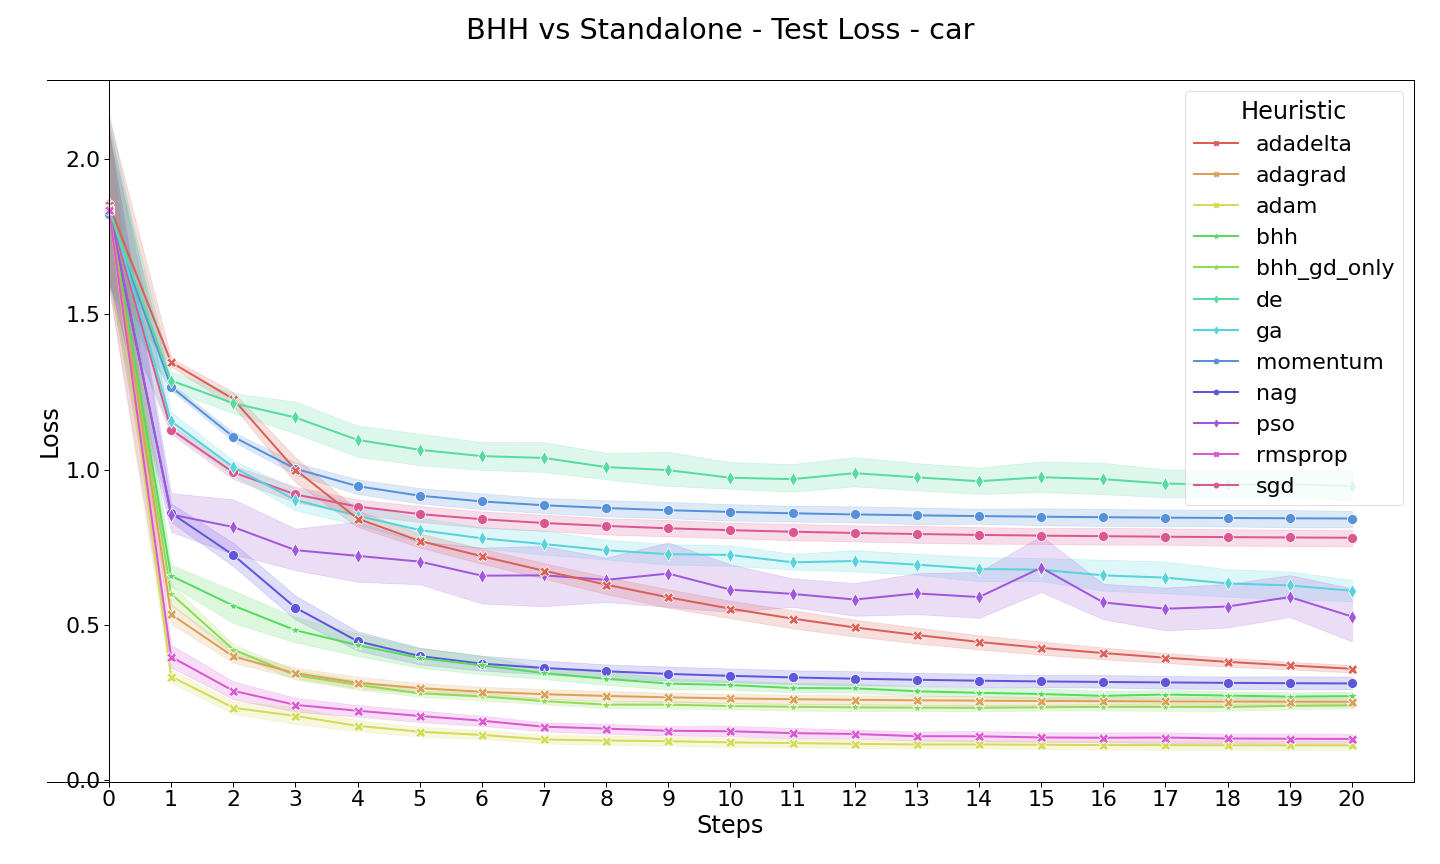 BHH vs Standalone - Test Loss - car
Heuristic
adadelta
adagrad
adam
bhh
bhh_gd_only
de
ga
momentum
nag
pso
rmsprop
sgd
Loss
2.0
1.5
1.0
0.5
0.0
0 1 2 3 4 5 6 7 8 9 10 11 12 13 14 15 16 17 18 19 20
Steps